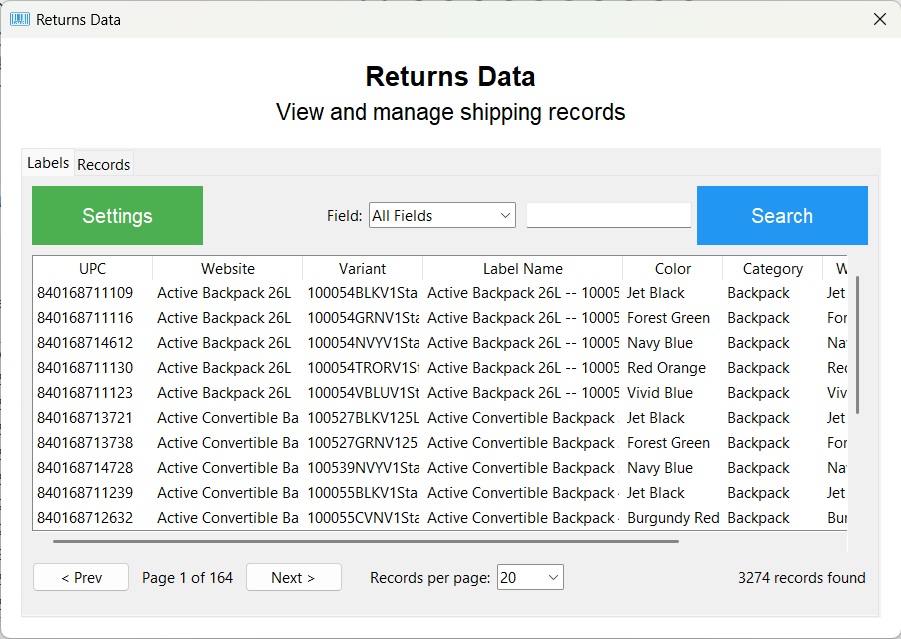 Returns Data
Returns Data
View and manage shipping records
Labels Records
Settings Field: All Fields Search
UPC Website Variant Label Name Color Category W
840168711109 Active Backpack 26L 100054BLKV1Sta Active Backpack 26L -- 10005 Jet Black Backpack Jet
840168711116 Active Backpack 26L 100054GRNV1Sta Active Backpack 26L -- 10005 Forest Green Backpack For
840168714612 Active Backpack 26L 100054NVYV1Sta Active Backpack 26L -- 10005 Navy Blue Backpack Na
840168711130 Active Backpack 26L 100054TRORV1St Active Backpack 26L -- 10005 Red Orange Backpack Red
840168711123 Active Backpack 26L 100054VBLUV1St Active Backpack 26L -- 10005 Vivid Blue Backpack Viv
840168713721 Active Convertible Ba 100527BLKV125L Active Convertible Backpack Jet Black Backpack Jet
840168713738 Active Convertible Ba 100527GRNV125 Active Convertible Backpack Forest Green Backpack For
840168714728 Active Convertible Ba 100539NVYV1Sta Active Convertible Backpack Navy Blue Backpack Na
840168711239 Active Convertible Ba 100055BLKV1Sta Active Convertible Backpack - Jet Black Backpack Jet
840168712632 Active Convertible Ba 100055CVNV1Sta Active Convertible Backpack - Burgundy Red Backpack Bur
< Prev Page 1 of 164 Next > Records per page: 20 3274 records found